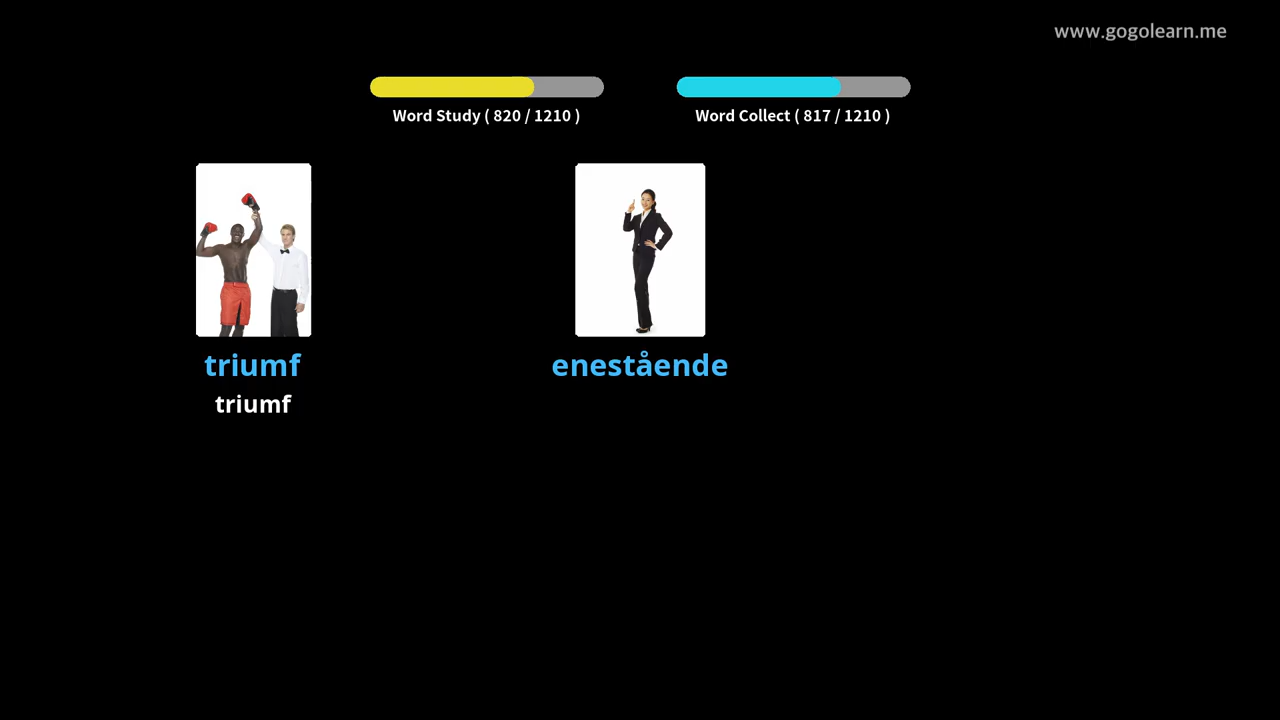 www.gogolearn.me
Word Study ( 820 / 1210 )
Word Collect ( 817 / 1210 )
triumf
enestående
triumf